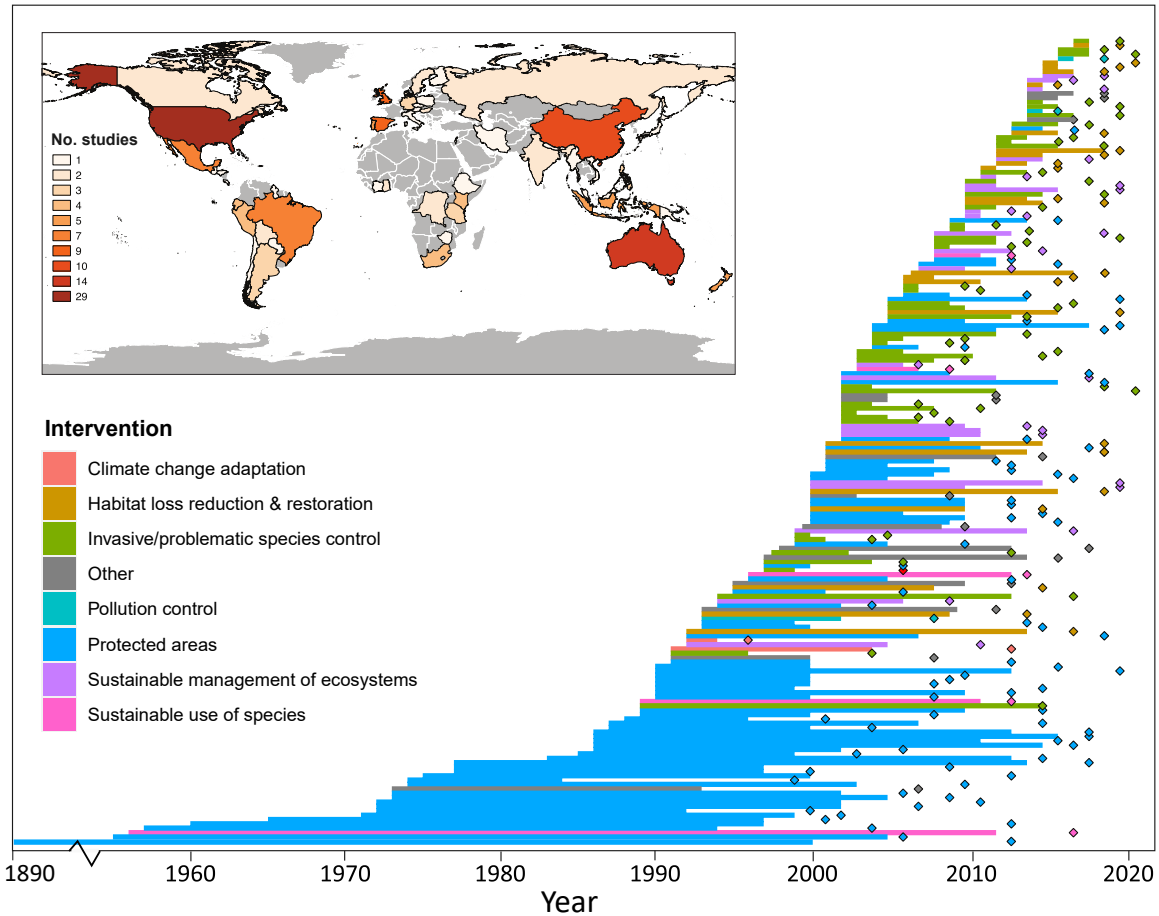 No. studies
1
2
3
4
5
7
9
10
14
29
Intervention
Climate change adaptation
Habitat loss reduction & restoration
Invasive/problematic species control
Other
Pollution control
Protected areas
Sustainable management of ecosystems
Sustainable use of species
1890 1960 1970 1980 1990 2000 2010 2020
Year